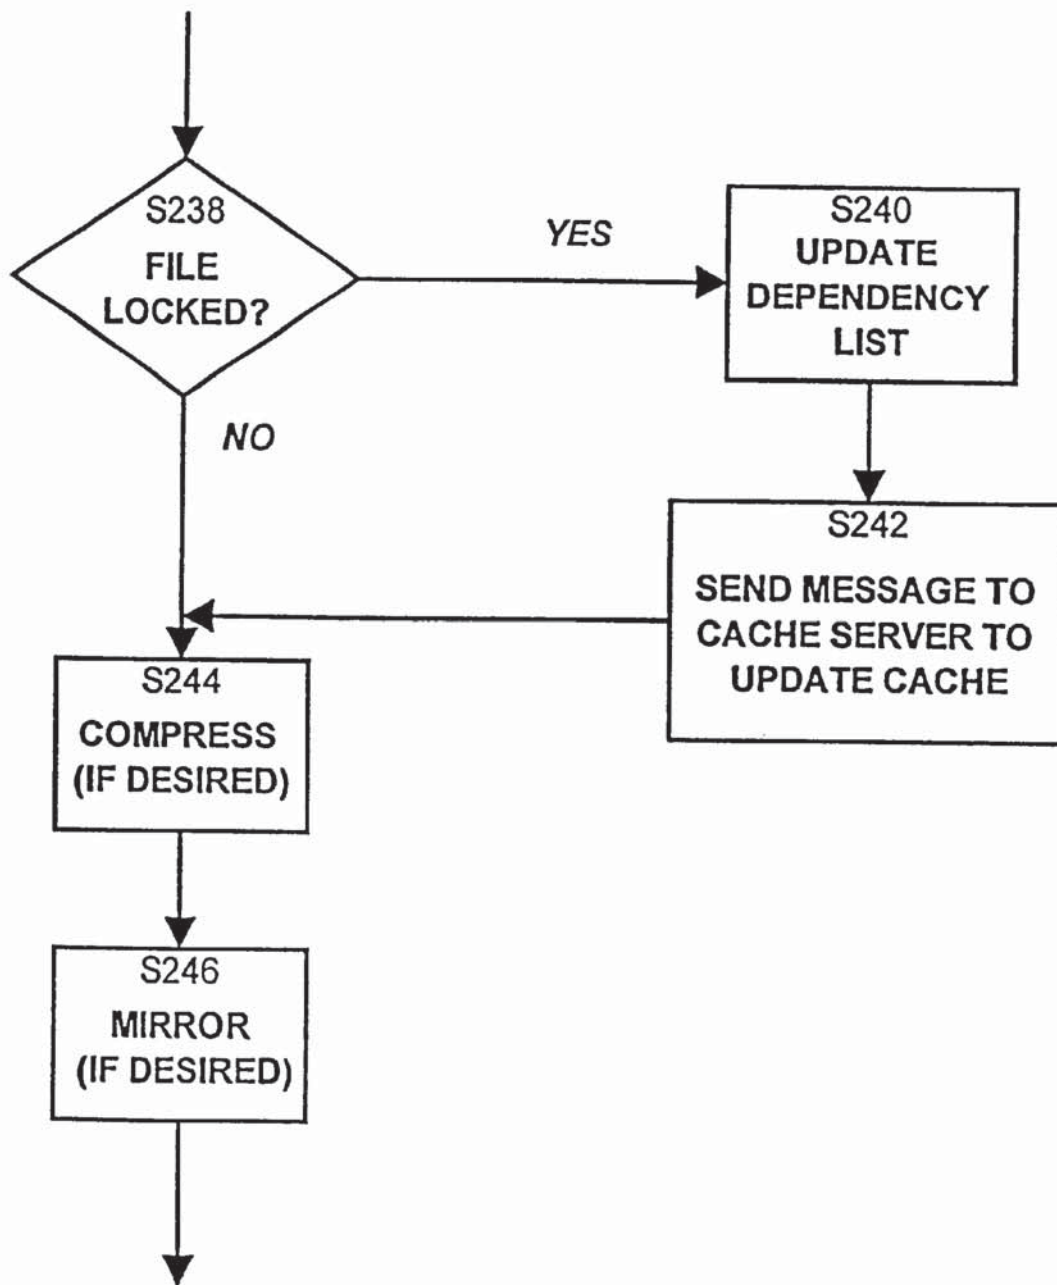 S238
FILE
LOCKED?
YES
S240
UPDATE
DEPENDENCY
LIST
NO
S242
SEND MESSAGE TO
CACHE SERVER TO
UPDATE CACHE
S244
COMPRESS
(IF DESIRED)
S246
MIRROR
(IF DESIRED)